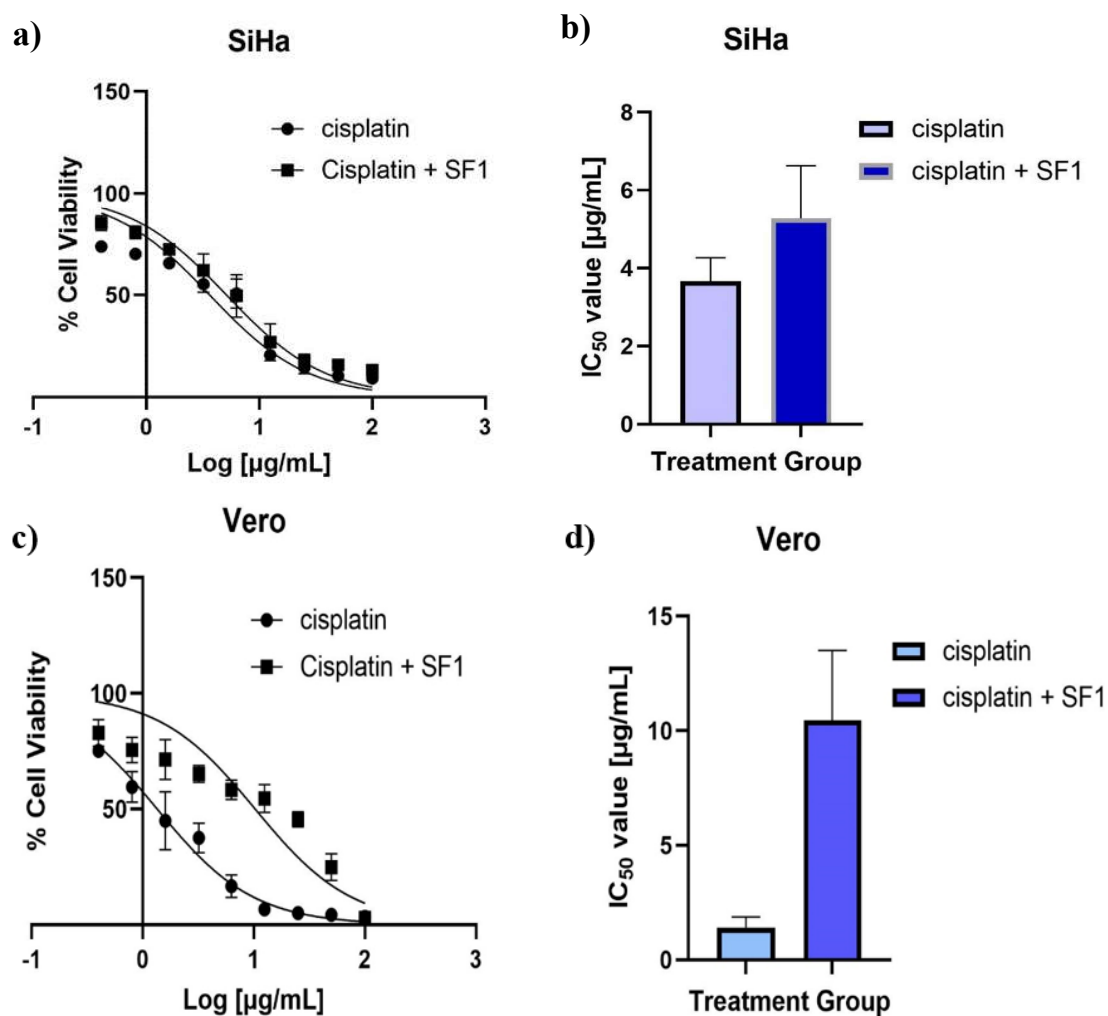 a)
SiHa
150
100
50
% Cell Viability
cisplatin
Cisplatin + SF1
-1
0
1
2
3
Log [µg/mL]
b)
SiHa
8
6
4
2
0
IC50 value [µg/mL]
cisplatin
cisplatin + SF1
Treatment Group
c)
Vero
150
100
50
% Cell Viability
cisplatin
Cisplatin + SF1
-1
0
1
2
3
Log [µg/mL]
d)
Vero
15
10
5
0
IC50 value [µg/mL]
cisplatin
cisplatin + SF1
Treatment Group